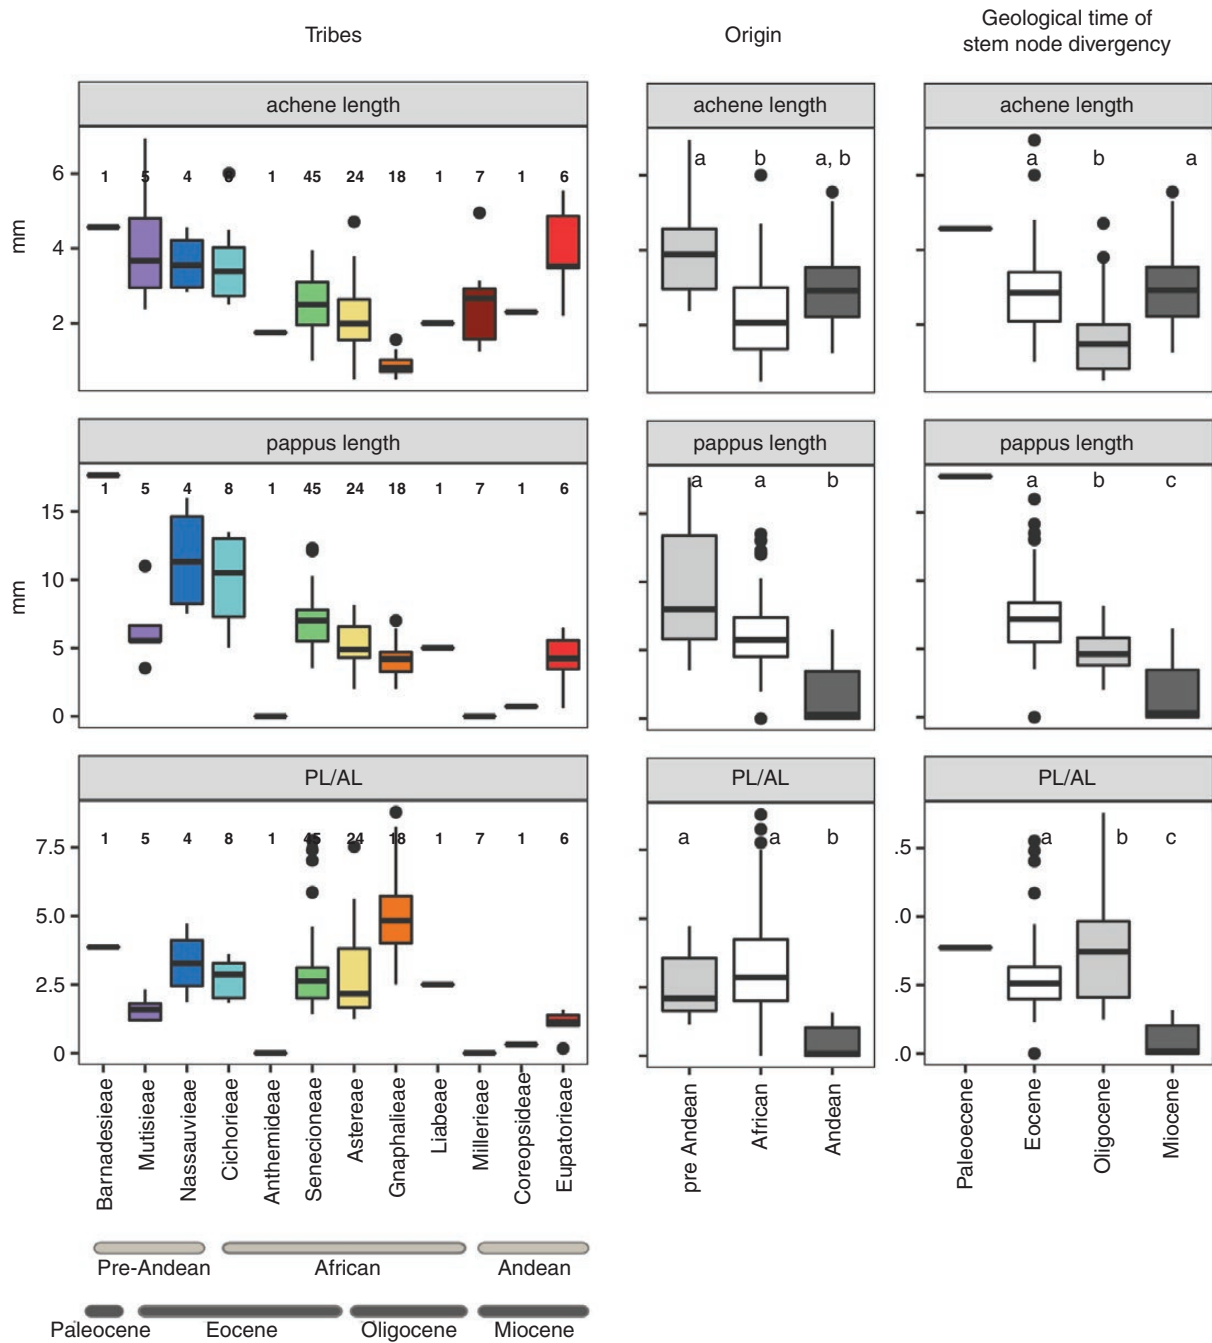 Tribes
Origin
Geological time of
stem node divergency
achene length
achene length
achene length
mm
6
4
2
1 5 4 8 1 45 24 18 1 7 1 6
a b a, b
a b a
pappus length
pappus length
pappus length
mm
15
10
5
0
1 5 4 8 1 45 24 18 1 7 1 6
a a b
a b c
PL/AL
PL/AL
PL/AL
7.5
5.0
2.5
0
1 5 4 8 1 45 24 18 1 7 1 6
a a b
.5
.0
.5
.0
a b c
Barnadesieae
Mutisieae
Nassauvieae
Cichorieae
Anthemideae
Senecioneae
Astereae
Gnaphalieae
Liabeae
Millerieae
Coreopsideae
Eupatorieae
pre Andean
African
Andean
Paleoecene
Eocene
Oligocene
Miocene
Pre-Andean African Andean
Paleocene Eocene Oligocene Miocene